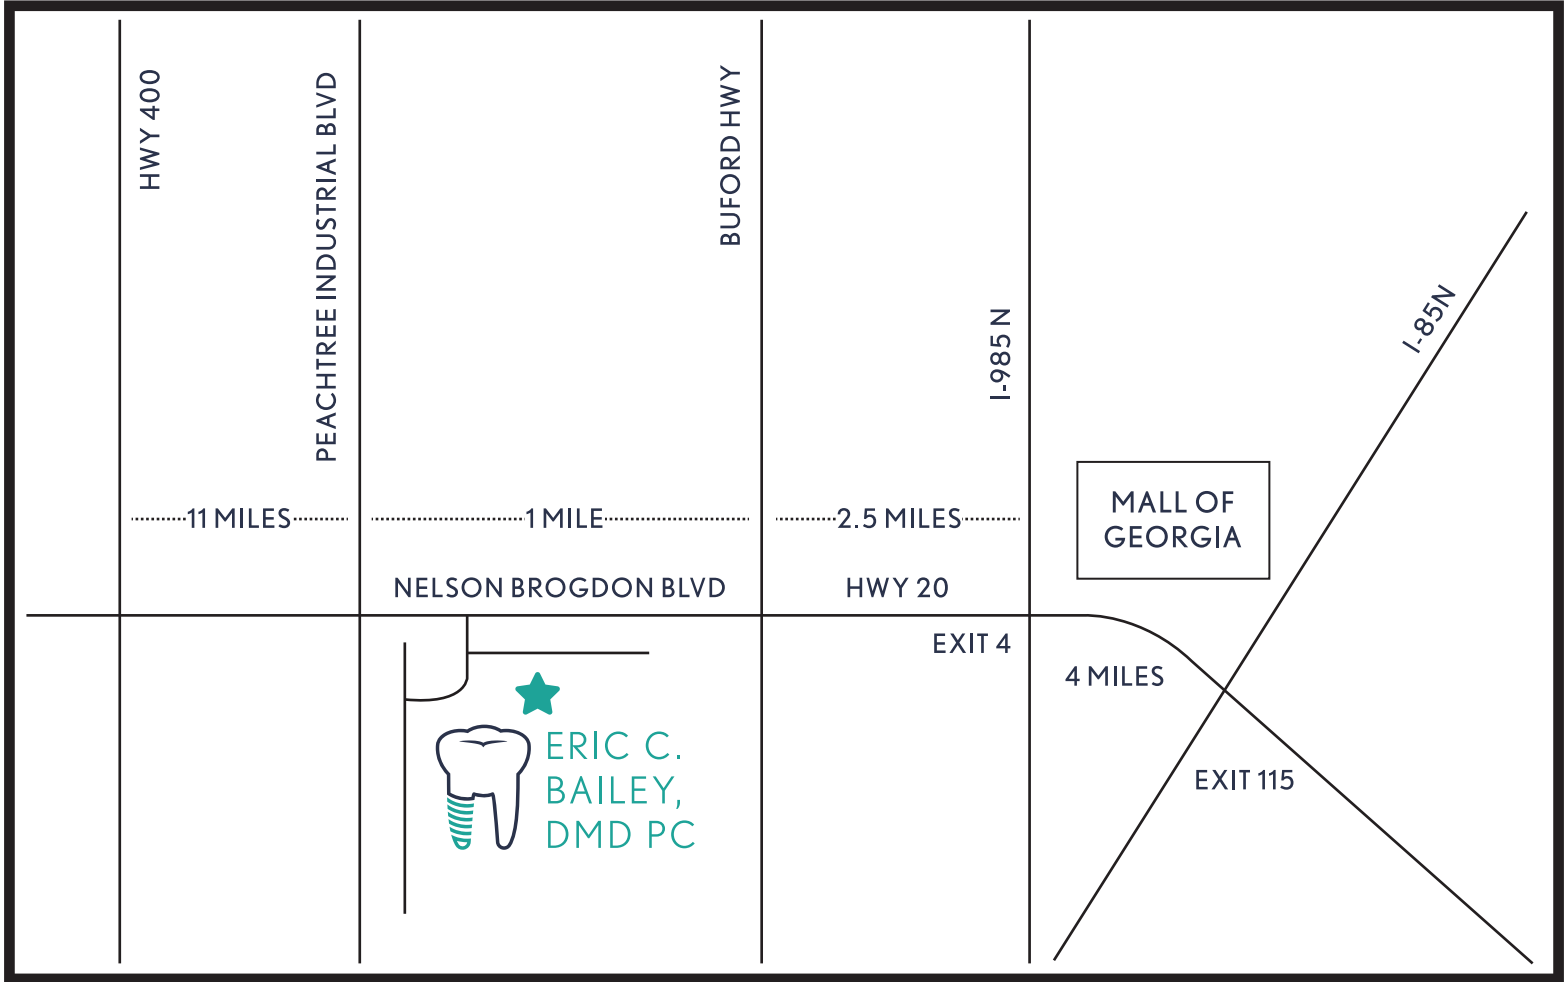 HWY 400
PEACHTREE INDUSTRIAL BLVD
BUFORD HWY
I-985 N
I-85N
MALL OF
GEORGIA
11 MILES
1 MILE
2.5 MILES
NELSON BROGDON BLVD
HWY 20
EXIT 4
4 MILES
EXIT 115
ERIC C.
BAILEY,
DMD PC